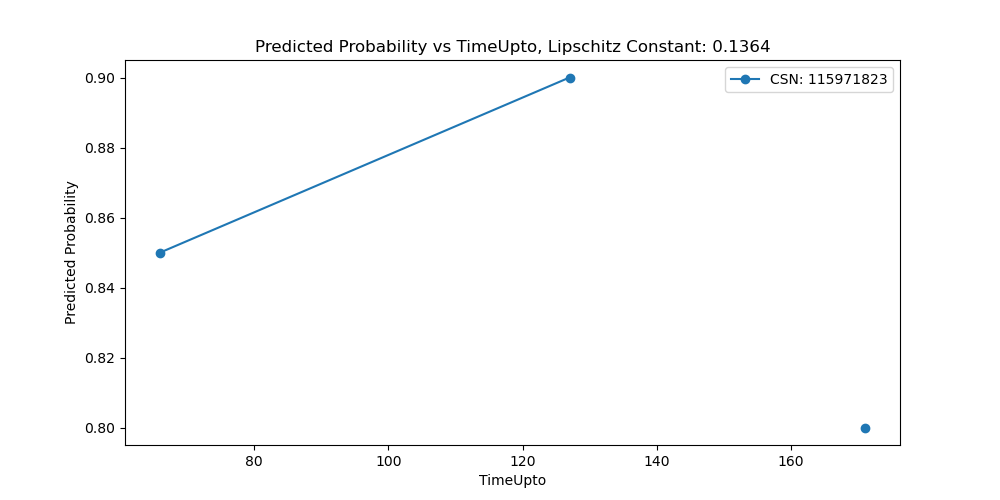 Predicted Probability vs TimeUpto, Lipschitz Constant: 0.1364
CSN: 115971823
Predicted Probability
0.90
0.88
0.86
0.84
0.82
0.80
80 100 120 140 160
TimeUpto